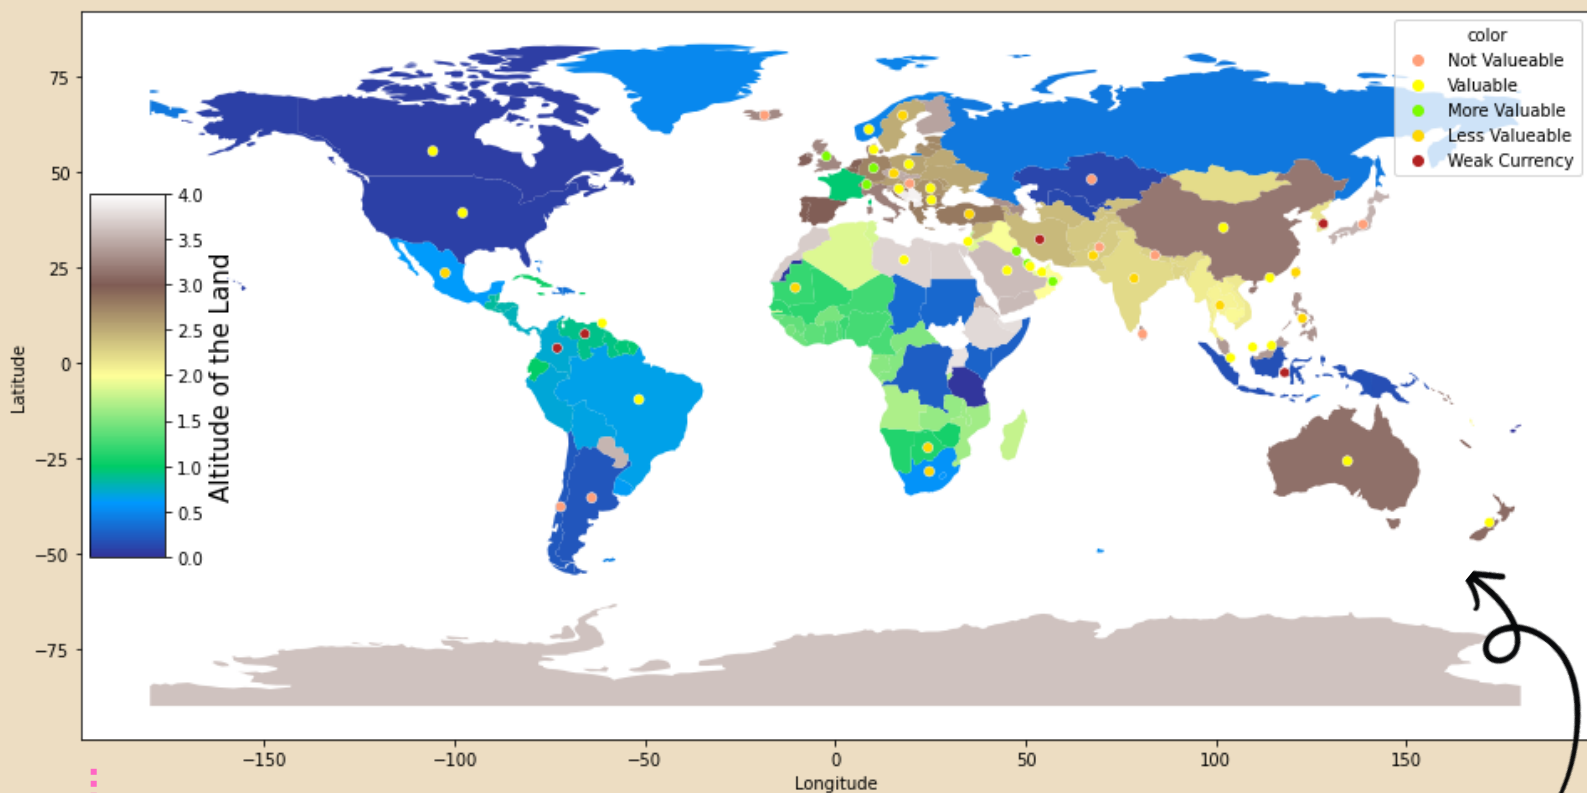 color
Not Valueable
Valuable
More Valuable
Less Valueable
Weak Currency
75
50
25
0
−25
−50
−75
Latitude
4.0
3.5
3.0
2.5
2.0
1.5
1.0
0.5
0.0
Altitude of the Land
−150
−100
−50
0
50
100
150
Longitude